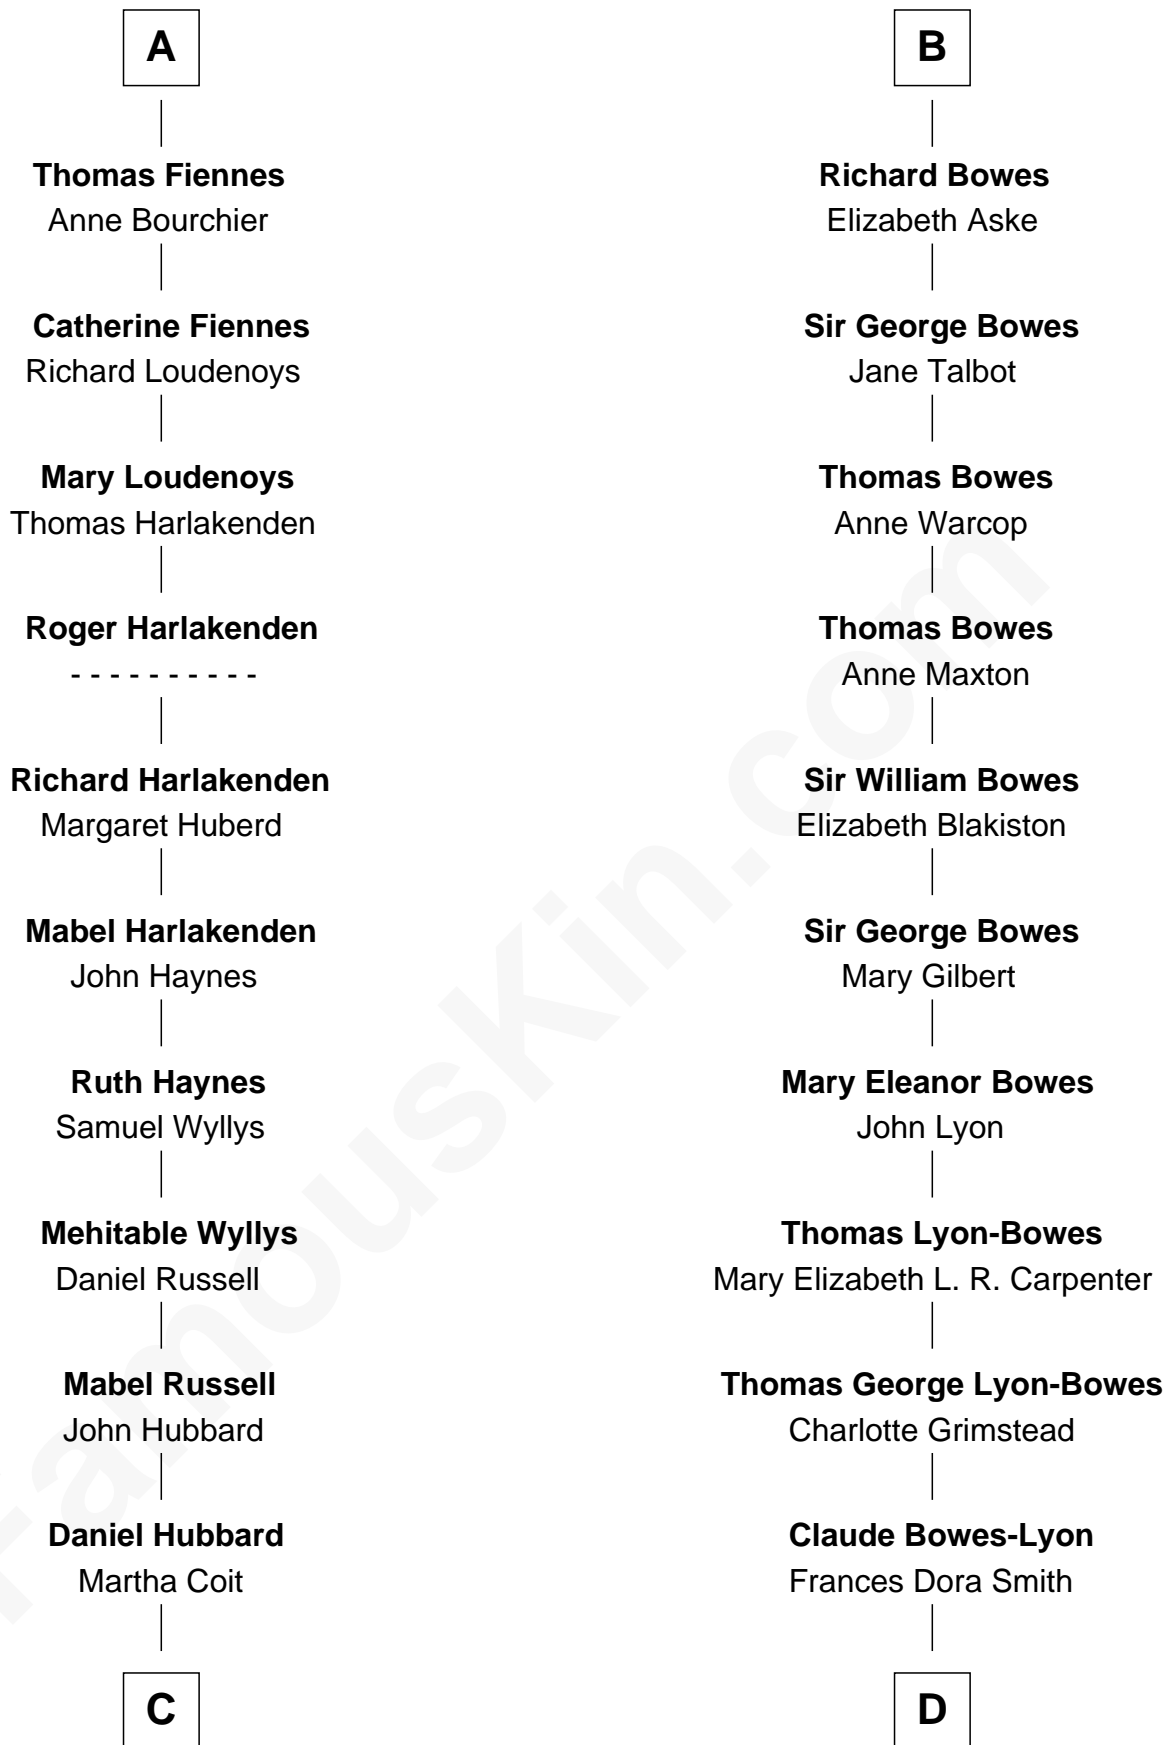 A
Thomas Fiennes
Anne Bourchier
Catherine Fiennes
Richard Loudenoys
Mary Loudenoys
Thomas Harlakenden
Roger Harlakenden
- - - - - - - - - -
Richard Harlakenden
Margaret Huberd
Mabel Harlakenden
John Haynes
Ruth Haynes
Samuel Wyllys
Mehitable Wyllys
Daniel Russell
Mabel Russell
John Hubbard
Daniel Hubbard
Martha Coit
C
B
Richard Bowes
Elizabeth Aske
Sir George Bowes
Jane Talbot
Thomas Bowes
Anne Warcop
Thomas Bowes
Anne Maxton
Sir William Bowes
Elizabeth Blakiston
Sir George Bowes
Mary Gilbert
Mary Eleanor Bowes
John Lyon
Thomas Lyon-Bowes
Mary Elizabeth L. R. Carpenter
Thomas George Lyon-Bowes
Charlotte Grimstead
Claude Bowes-Lyon
Frances Dora Smith
D
FamousKin.com